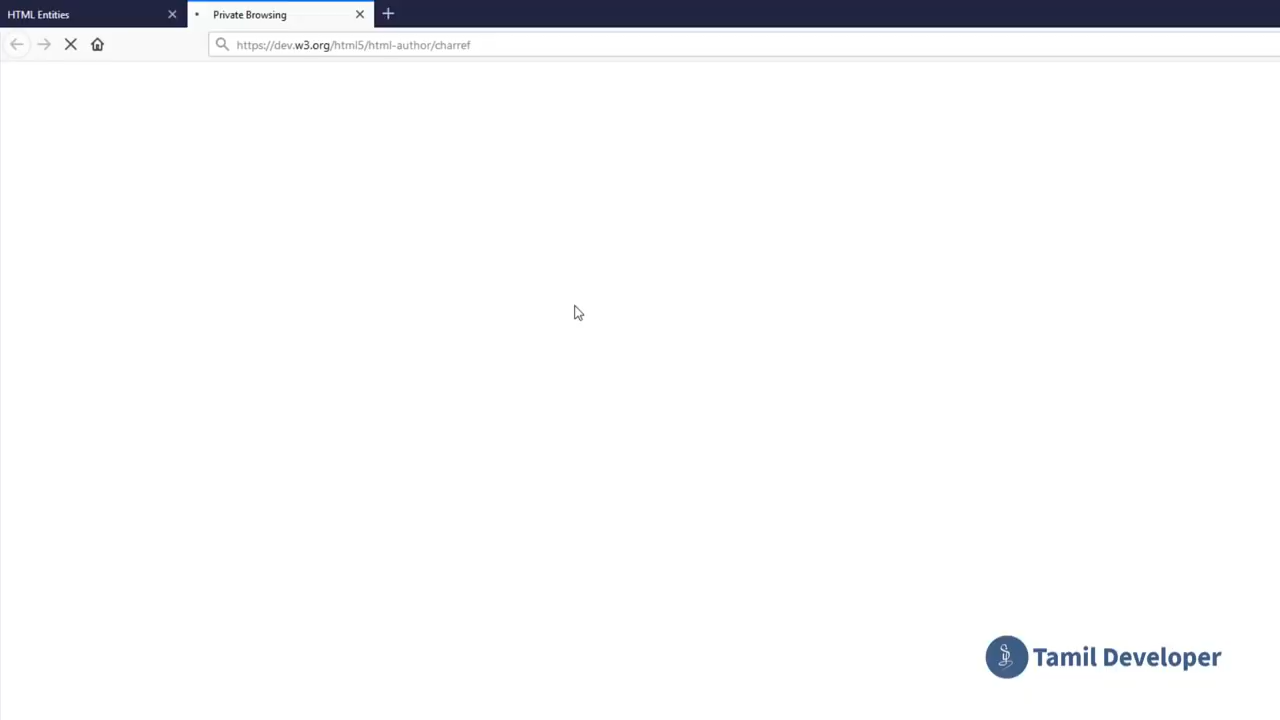 HTML Entities
Private Browsing
https://dev.w3.org/html5/html-author/charref
Tamil Developer